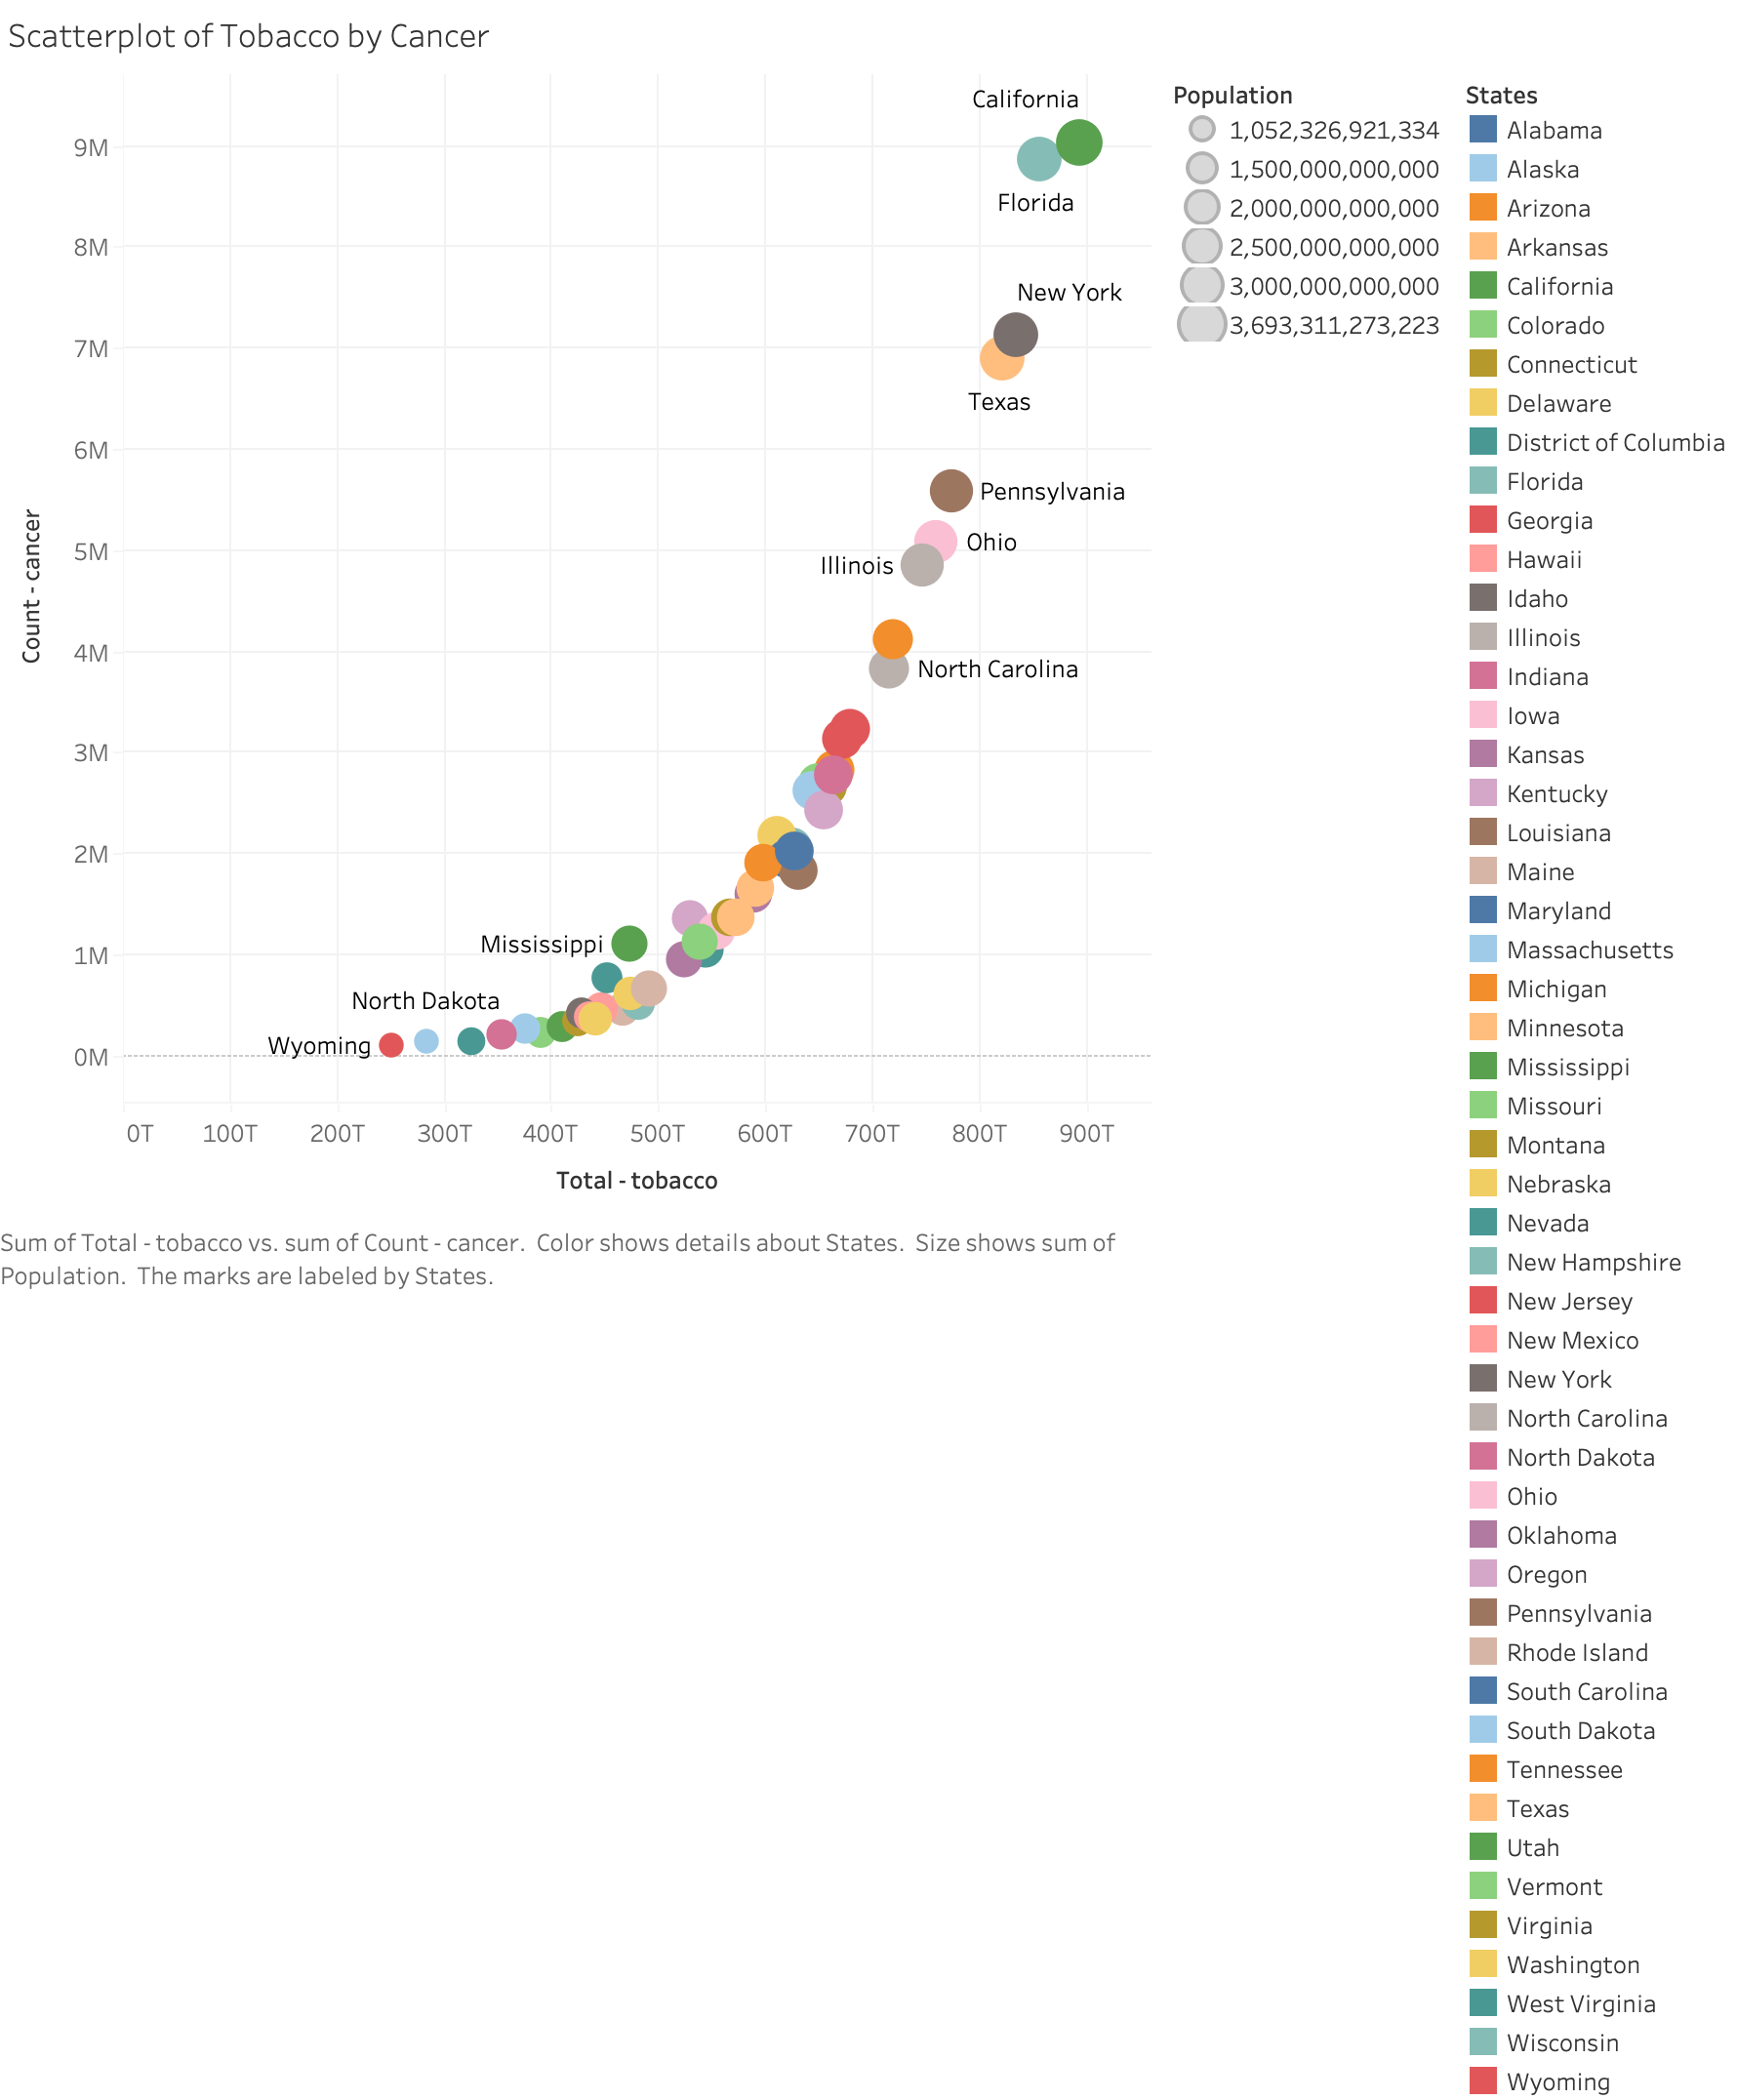 Scatterplot of Tobacco by Cancer
California
Florida
New York
Texas
Pennsylvania
Ohio
Illinois
North Carolina
Mississippi
North Dakota
Wyoming
Count - cancer
9M
8M
7M
6M
5M
4M
3M
2M
1M
0M
0T 100T 200T 300T 400T 500T 600T 700T 800T 900T
Total - tobacco
Sum of Total - tobacco vs. sum of Count - cancer. Color shows details about States. Size shows sum of
Population. The marks are labeled by States.
Population
1,052,326,921,334
1,500,000,000,000
2,000,000,000,000
2,500,000,000,000
3,000,000,000,000
3,693,311,273,223
States
Alabama
Alaska
Arizona
Arkansas
California
Colorado
Connecticut
Delaware
District of Columbia
Florida
Georgia
Hawaii
Idaho
Illinois
Indiana
Iowa
Kansas
Kentucky
Louisiana
Maine
Maryland
Massachusetts
Michigan
Minnesota
Mississippi
Missouri
Montana
Nebraska
Nevada
New Hampshire
New Jersey
New Mexico
New York
North Carolina
North Dakota
Ohio
Oklahoma
Oregon
Pennsylvania
Rhode Island
South Carolina
South Dakota
Tennessee
Texas
Utah
Vermont
Virginia
Washington
West Virginia
Wisconsin
Wyoming